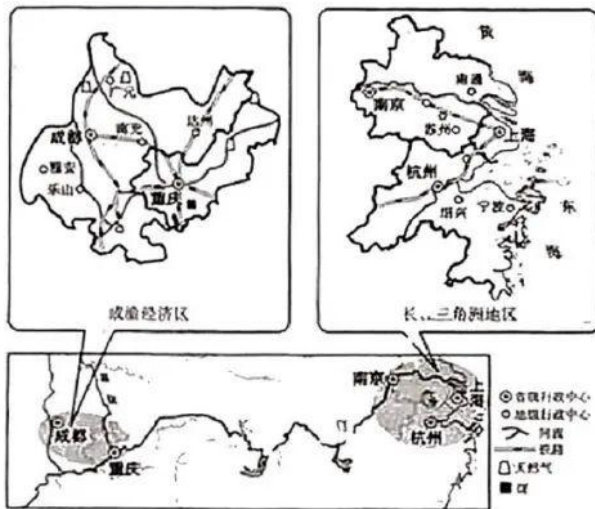 广元
成都
南充
达州
雅安
乐山
重庆
成渝经济区
黄
海
南通
南京
苏州
上海
杭州
绍兴
宁波
东
海
三角洲地区
南京
上海
杭州
成都
重庆
长
江
省级行政中心
地级行政中心
河流
铁路
天然气
煤